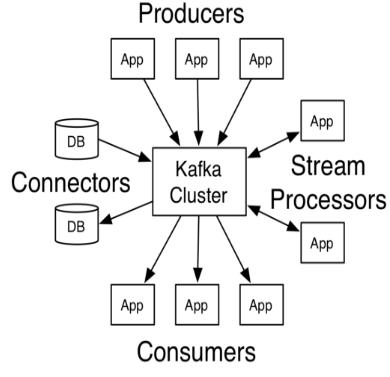 Producers
App
App
App
DB
App
Kafka
Cluster
Stream
Processors
Connectors
DB
App
App
App
App
Consumers